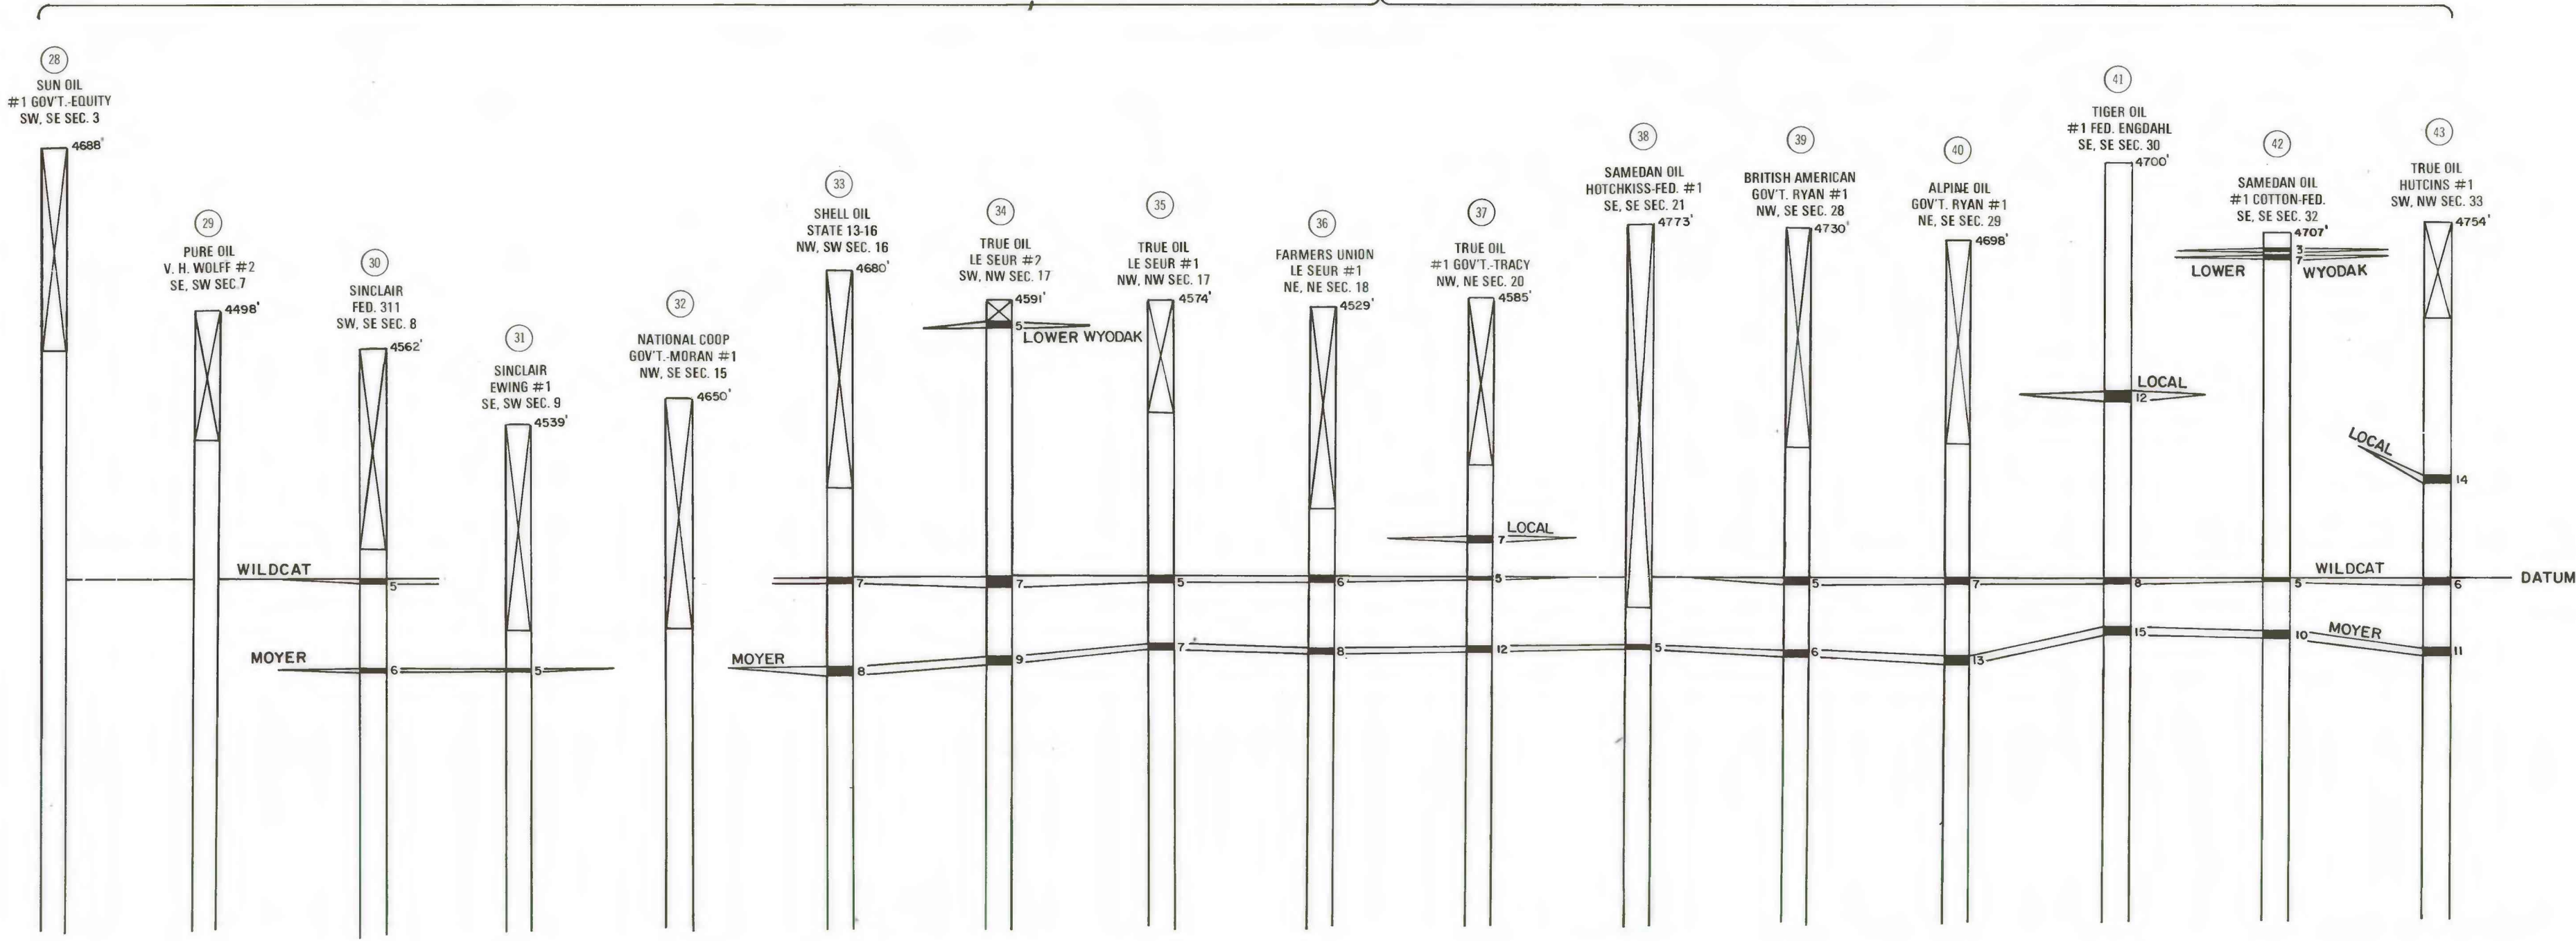 28
SUN OIL
#1 GOV'T.-EQUITY
SW, SE SEC. 3
4688'
29
PURE OIL
V. H. WOLFF #2
SE, SW SEC.7
4498'
30
SINCLAIR
FED. 311
SW, SE SEC. 8
4562'
31
SINCLAIR
EWING #1
SE, SW SEC. 9
4539'
32
NATIONAL COOP
GOV'T.-MORAN #1
NW, SE SEC. 15
4650'
33
SHELL OIL
STATE 13-16
NW, SW SEC. 16
4680'
34
TRUE OIL
LE SEUR #2
SW, NW SEC. 17
4591'
5
LOWER WYODAK
35
TRUE OIL
LE SEUR #1
NW, NW SEC. 17
4574'
36
FARMERS UNION
LE SEUR #1
NE, NE SEC. 18
4529'
37
TRUE OIL
#1 GOV'T.-TRACY
NW, NE SEC. 20
4585'
7
LOCAL
38
SAMEDAN OIL
HOTCHKISS-FED. #1
SE, SE SEC. 21
4773'
39
BRITISH AMERICAN
GOV'T. RYAN #1
NW, SE SEC. 28
4730'
40
ALPINE OIL
GOV'T. RYAN #1
NE, SE SEC. 29
4698'
41
TIGER OIL
#1 FED. ENGDAHL
SE, SE SEC. 30
4700'
LOCAL
12
42
SAMEDAN OIL
#1 COTTON-FED.
SE, SE SEC. 32
4707'
3
7
LOWER WYODAK
43
TRUE OIL
HUTCINS #1
SW, NW SEC. 33
4754'
LOCAL
14
WILDCAT
5
7
7
5
6
5
5
7
8
5
WILDCAT
6
DATUM
MOYER
6
5
MOYER
8
9
7
8
12
5
6
13
15
10
MOYER
11